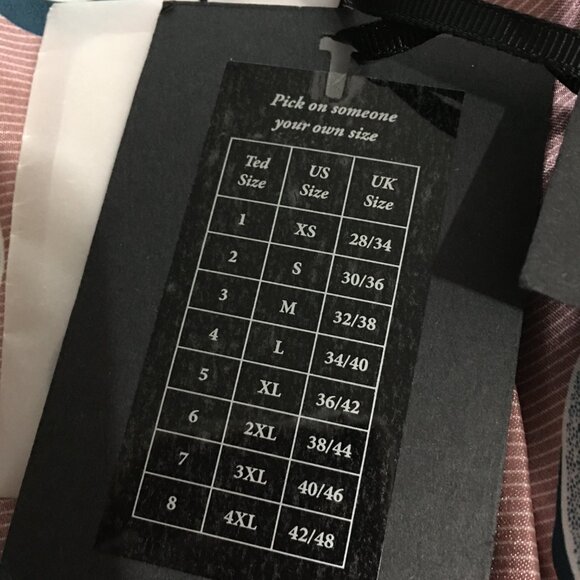 Pick on someone
your own size
Ted Size US Size UK Size
1 XS 28/34
2 S 30/36
3 M 32/38
4 L 34/40
5 XL 36/42
6 2XL 38/44
7 3XL 40/46
8 4XL 42/48